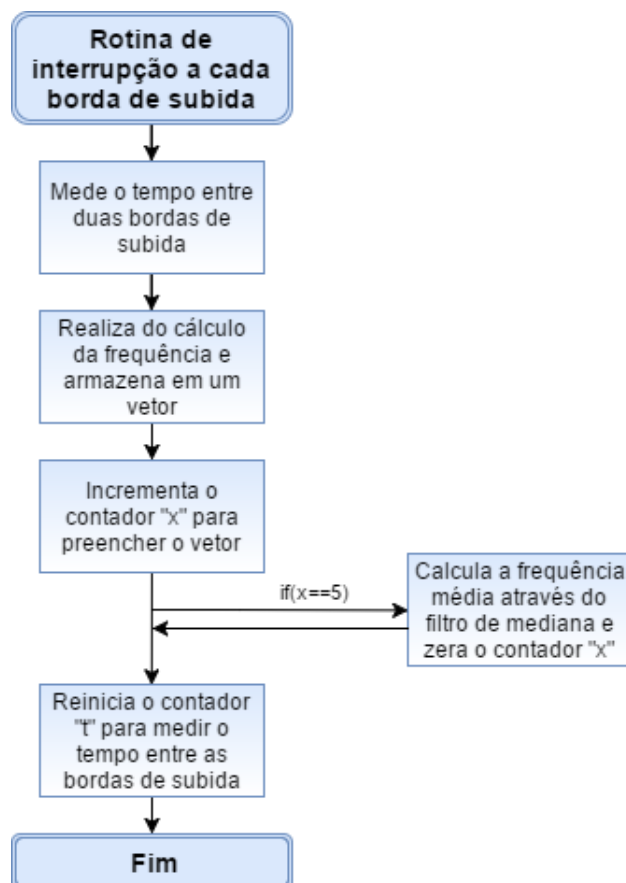 Rotina de
interrupção a cada
borda de subida
Mede o tempo entre
duas bordas de
subida
Realiza do cálculo
da frequência e
armazena em um
vetor
Incrementa o
contador "x" para
preencher o vetor
if(x==5)
Calcula a frequência
média através do
filtro de mediana e
zera o contador "x"
Reinicia o contador
"t" para medir o
tempo entre as
bordas de subida
Fim